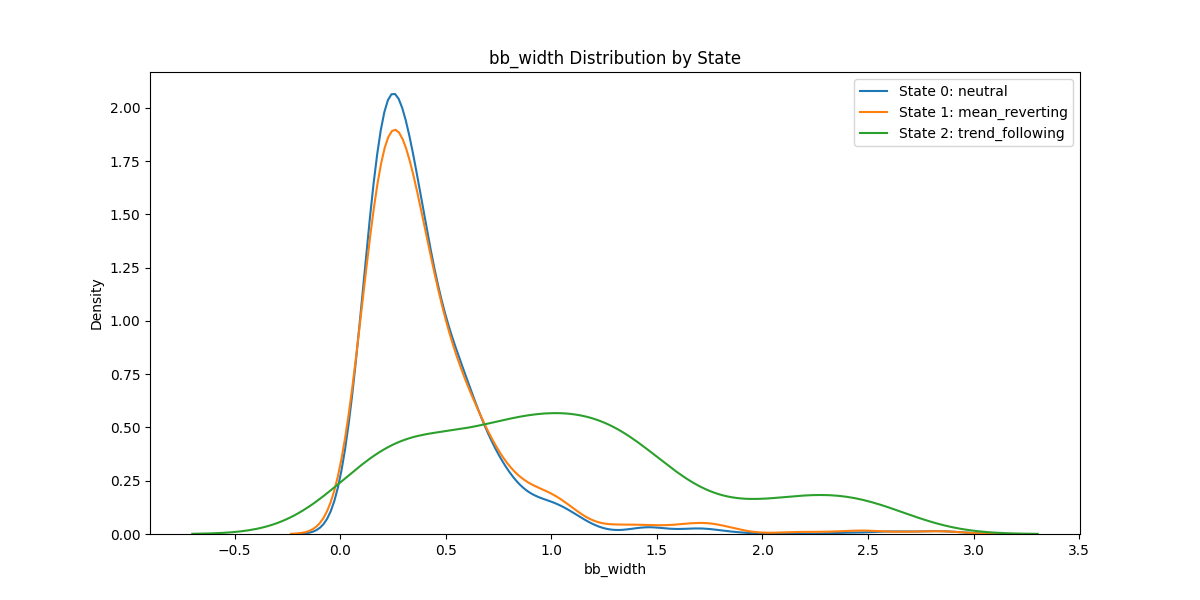 bb_width Distribution by State
State 0: neutral
State 1: mean_reverting
State 2: trend_following
Density
2.00
1.75
1.50
1.25
1.00
0.75
0.50
0.25
0.00
−0.5 0.0 0.5 1.0 1.5 2.0 2.5 3.0 3.5
bb_width